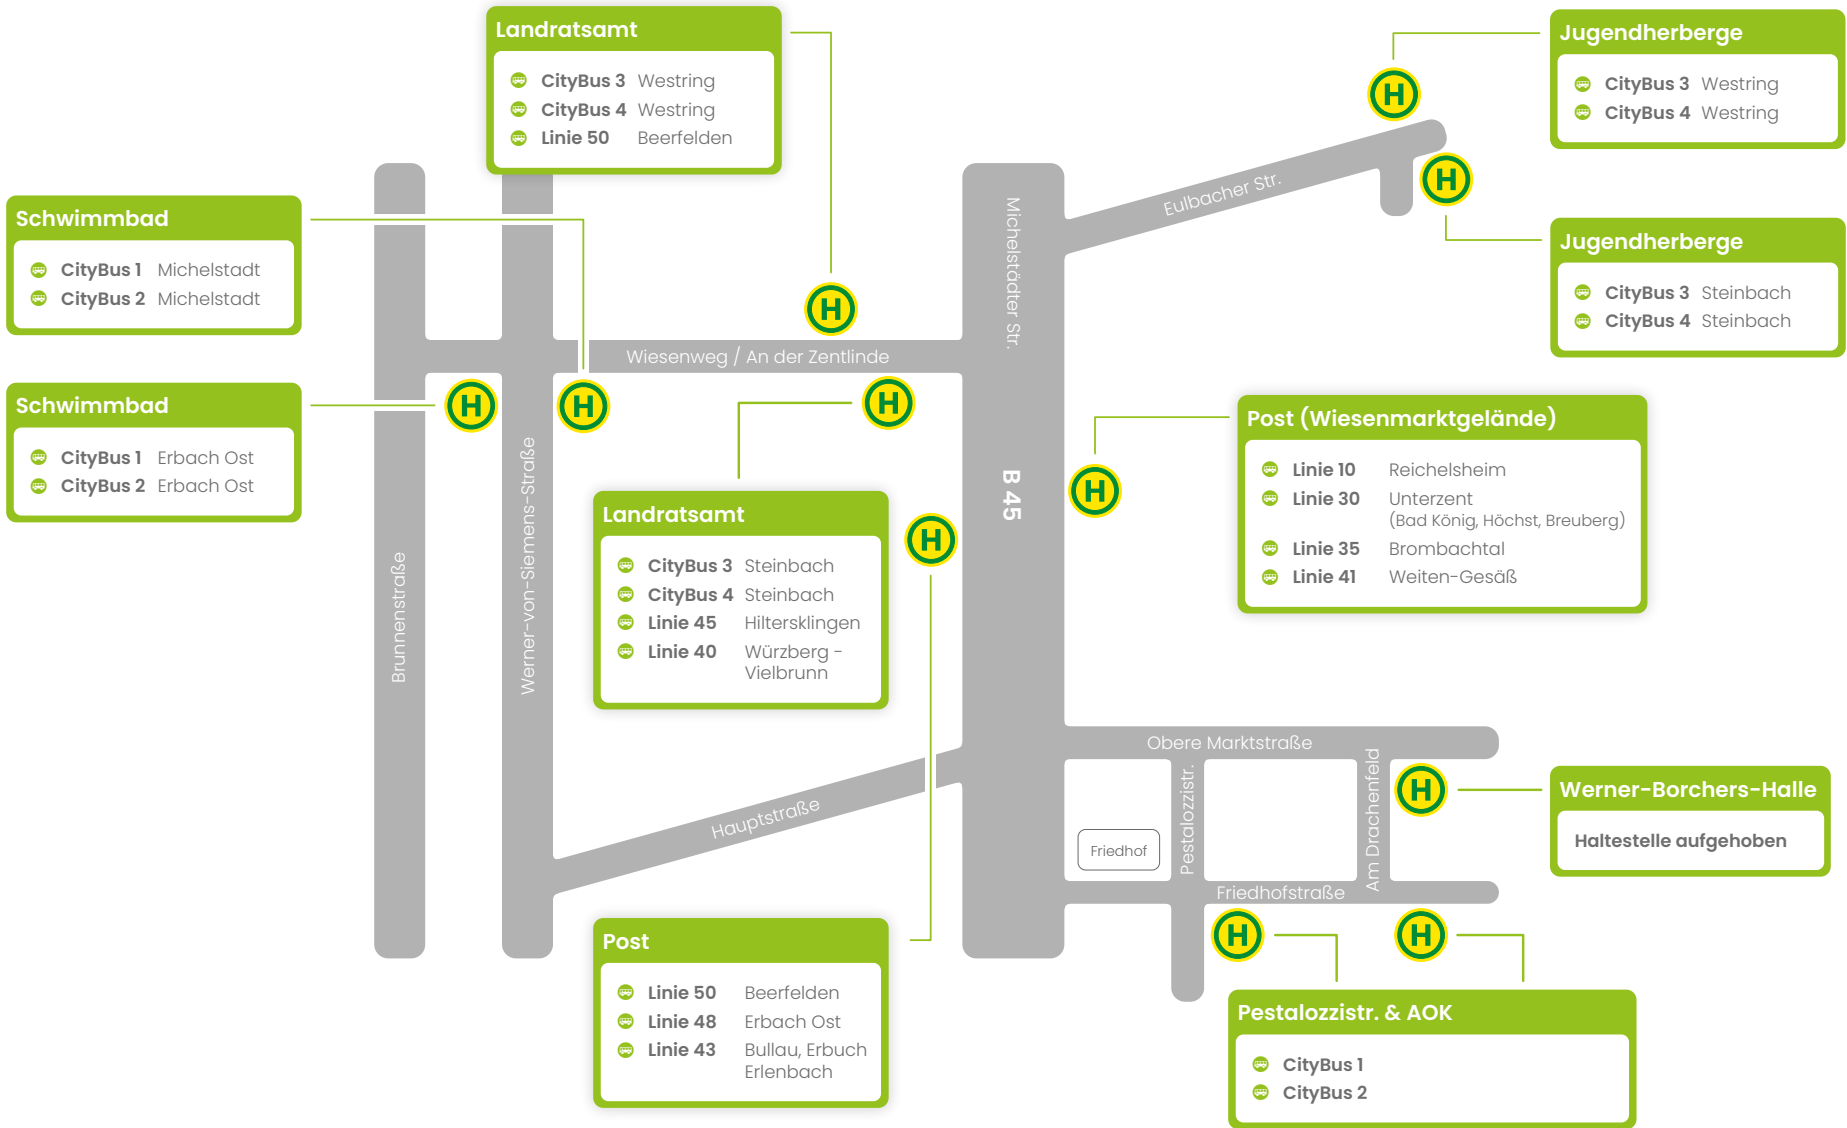 Landratsamt
CityBus 3 Westring
CityBus 4 Westring
Linie 50 Beerfelden
Jugendherberge
CityBus 3 Westring
CityBus 4 Westring
H
H
Eulbacher Str.
Schwimmbad
CityBus 1 Michelstadt
CityBus 2 Michelstadt
Michelstädter Str.
Jugendherberge
CityBus 3 Steinbach
CityBus 4 Steinbach
H
Wiesenweg / An der Zentlinde
Schwimmbad
CityBus 1 Erbach Ost
CityBus 2 Erbach Ost
H
H
H
Post (Wiesenmarktgelände)
Linie 10 Reichelsheim
Linie 30 Unterzent
(Bad König, Höchst, Breuberg)
Linie 35 Brombachtal
Linie 41 Weiten-Gesäß
H
B 45
Werner-von-Siemens-Straße
Brunnenstraße
Landratsamt
CityBus 3 Steinbach
CityBus 4 Steinbach
Linie 45 Hiltersklingen
Linie 40 Würzberg -
Vielbrunn
H
Obere Marktstraße
Hauptstraße
Friedhof
Pestalozzistr.
Am Drachenfeld
H
Werner-Borchers-Halle
Haltestelle aufgehoben
Friedhofstraße
H
H
Post
Linie 50 Beerfelden
Linie 48 Erbach Ost
Linie 43 Bullau, Erbuch
Erlenbach
Pestalozzistr. & AOK
CityBus 1
CityBus 2